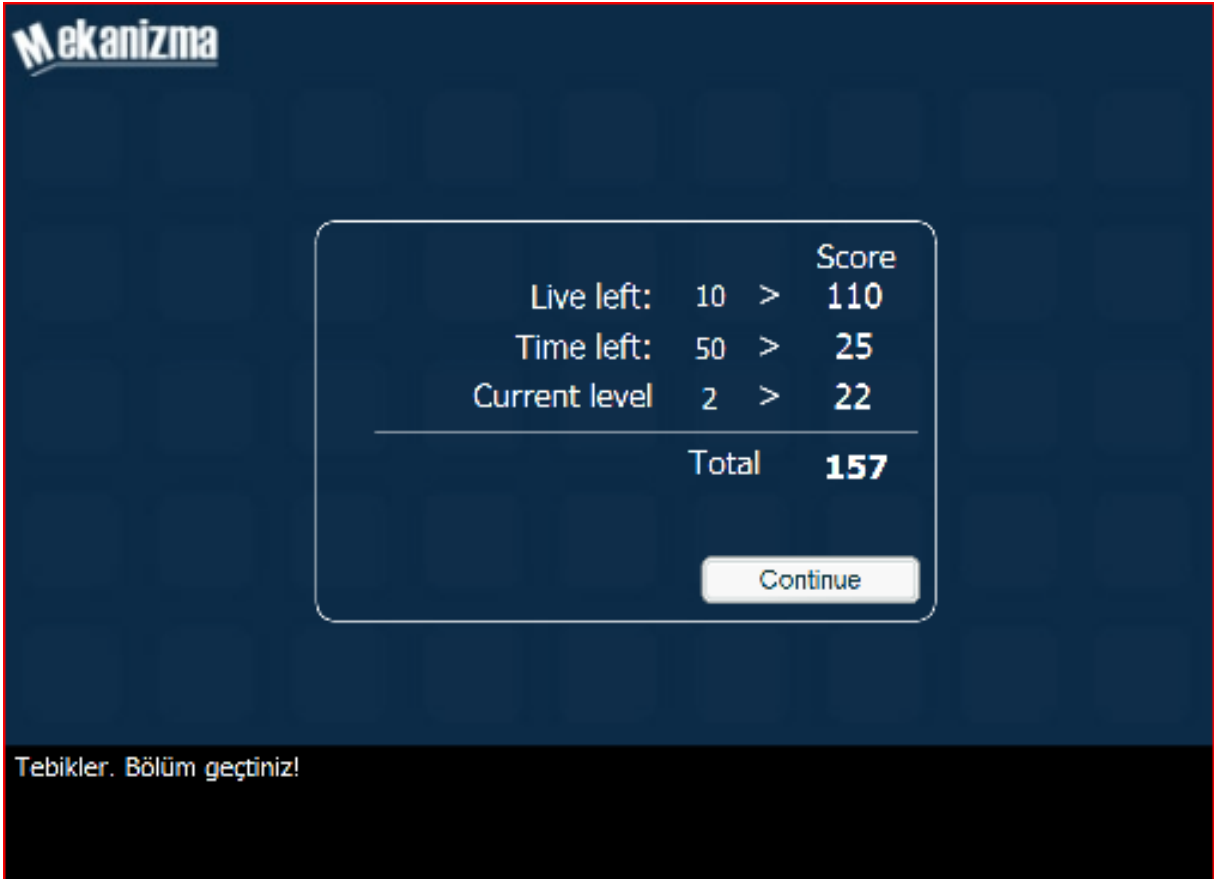 Mekanizma
Score
Live left: 10 > 110
Time left: 50 > 25
Current level 2 > 22
Total 157
Continue
Tebikler. Bölüm geçtiniz!